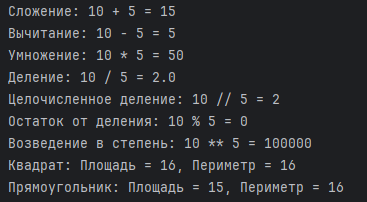 Сложение: 10 + 5 = 15
Вычитание: 10 - 5 = 5
Умножение: 10 * 5 = 50
Деление: 10 / 5 = 2.0
Целочисленное деление: 10 // 5 = 2
Остаток от деления: 10 % 5 = 0
Возведение в степень: 10 ** 5 = 100000
Квадрат: Площадь = 16, Периметр = 16
Прямоугольник: Площадь = 15, Периметр = 16